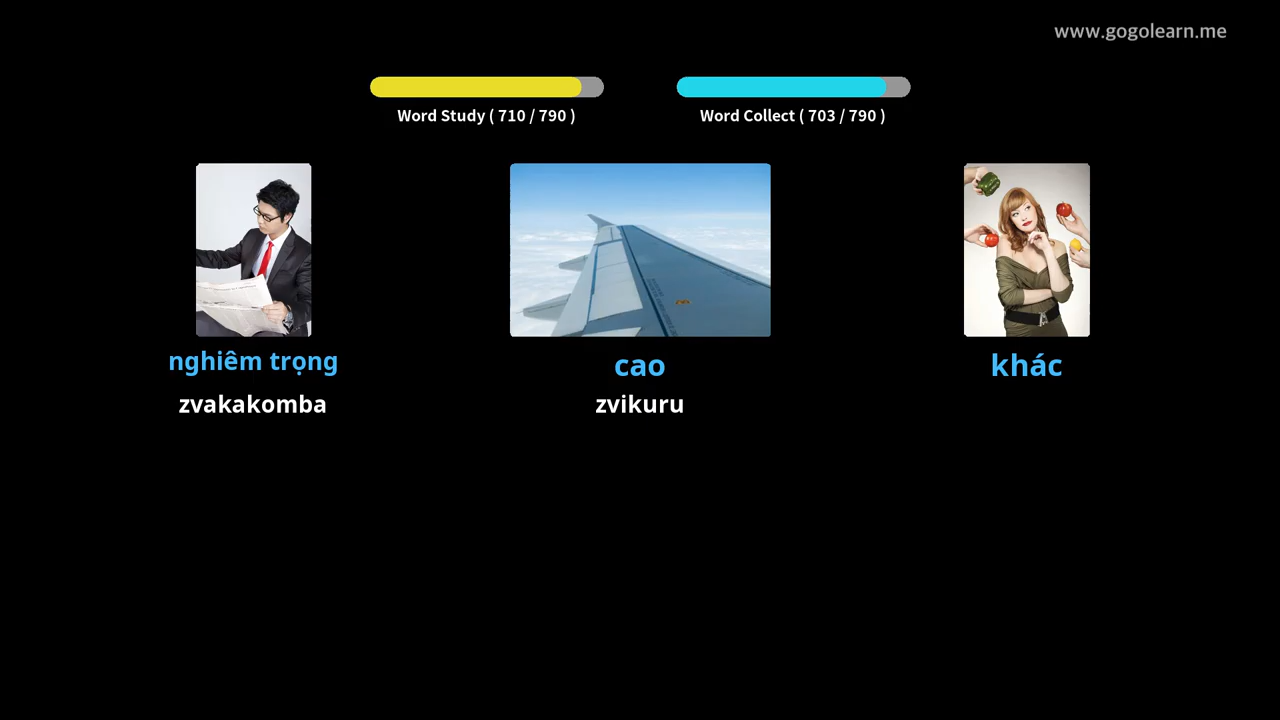 www.gogolearn.me
Word Study ( 710 / 790 )
Word Collect ( 703 / 790 )
nghiêm trọng
cao
khác
zvakakomba
zvikuru